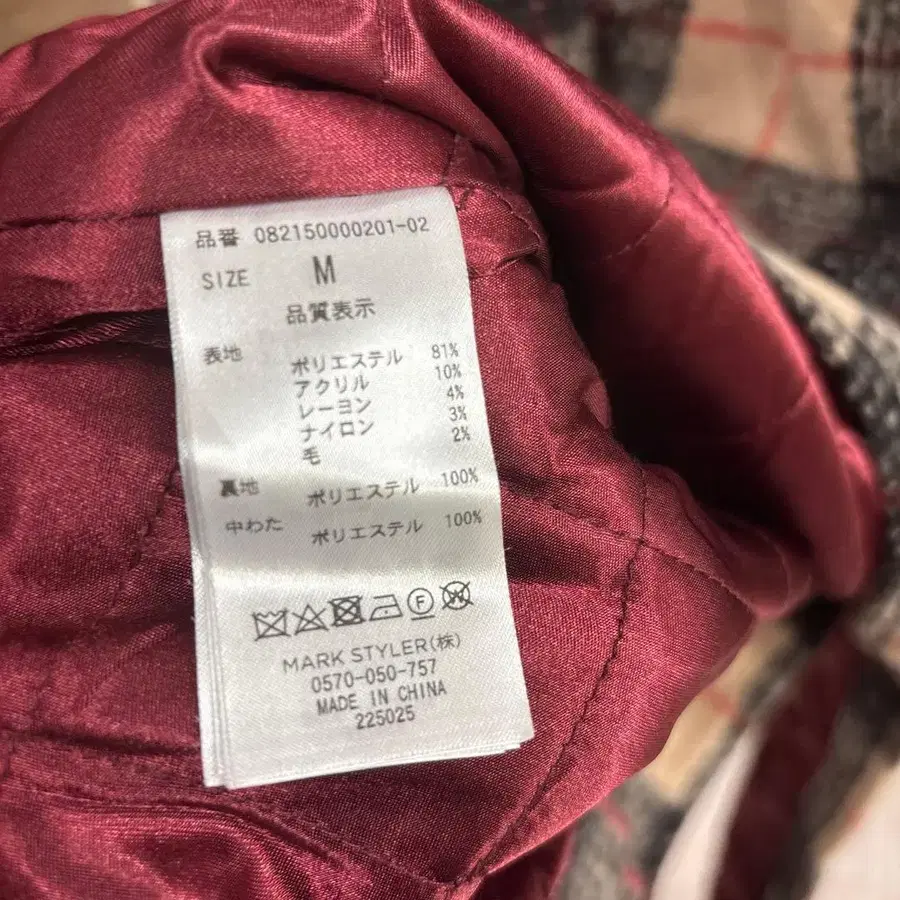 品番 082150000201-02
SIZE M
品質表示
表地 ポリエステル 81%
アクリル 10%
レーヨン 4%
ナイロン 3%
毛 2%
裏地 ポリエステル 100%
中わた ポリエステル 100%
F W
MARK STYLER(株)
0570-050-757
MADE IN CHINA
225025